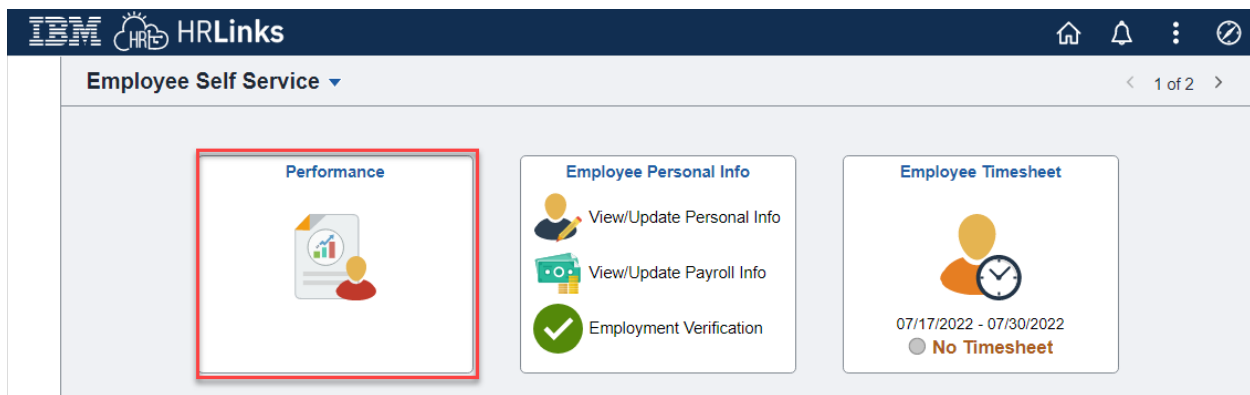 IBM HRLinks
HR
Employee Self Service
1 of 2
Performance
Employee Personal Info
View/Update Personal Info
View/Update Payroll Info
Employment Verification
Employee Timesheet
07/17/2022 - 07/30/2022
No Timesheet